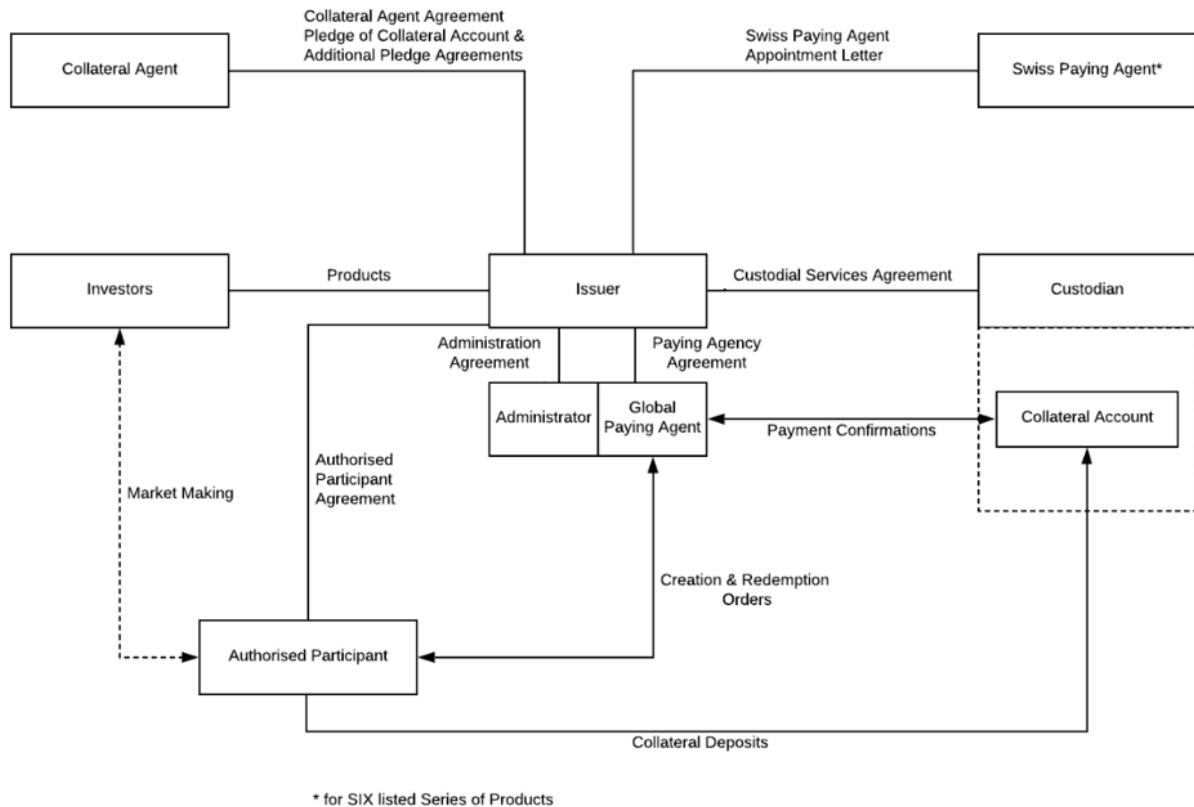 Collateral Agent Agreement
Pledge of Collateral Account &
Additional Pledge Agreements
Swiss Paying Agent
Appointment Letter
Collateral Agent
Swiss Paying Agent*
Investors
Products
Issuer
Custodial Services Agreement
Custodian
Administration
Agreement
Paying Agency
Agreement
Administrator
Global
Paying Agent
Payment Confirmations
Collateral Account
Authorised
Participant
Agreement
Market Making
Creation & Redemption
Orders
Authorised Participant
Collateral Deposits
* for SIX listed Series of Products